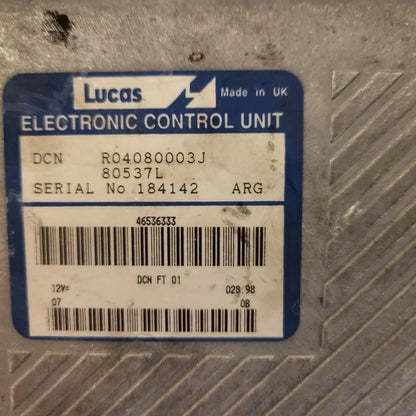 Lucas Made in UK
ELECTRONIC CONTROL UNIT
DCN R04080003J
80537L
SERIAL No 184142 ARG
46536333
DCN FT 01
12V= 028 98
07 0B